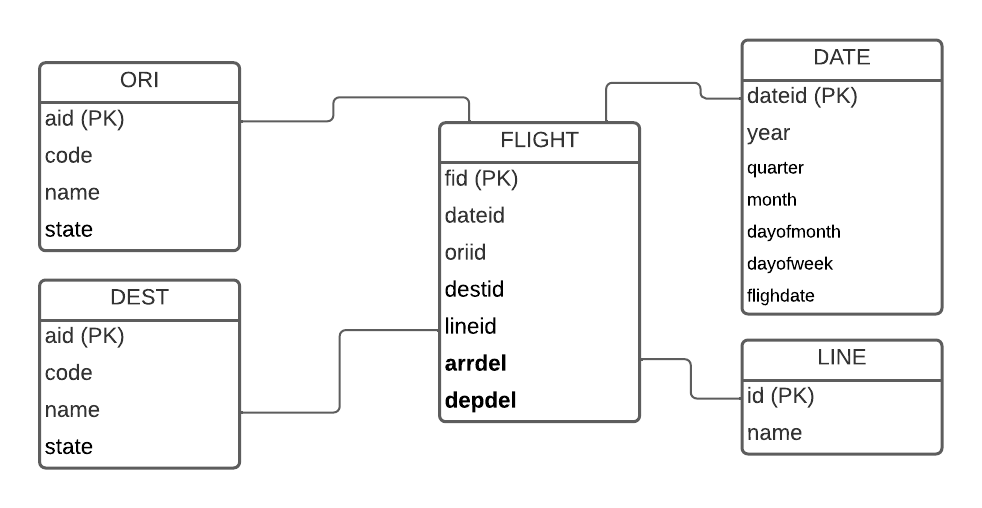 ORI
aid (PK)
code
name
state
DEST
aid (PK)
code
name
state
FLIGHT
fid (PK)
dateid
oriid
destid
lineid
arrdel
depdel
DATE
dateid (PK)
year
quarter
month
dayofmonth
dayofweek
flighdate
LINE
id (PK)
name